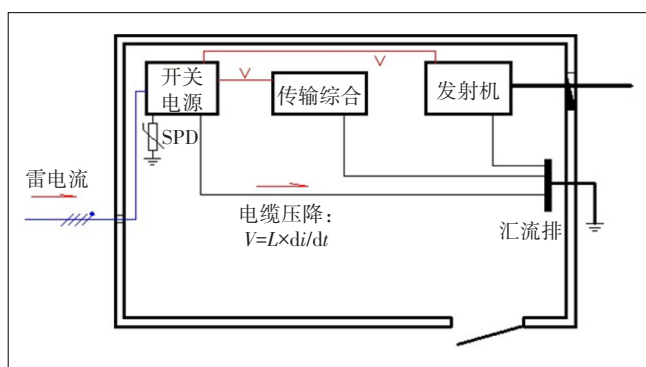 开关
电源
传输综合
发射机
V
V
SPD
雷电流
电缆压降：
V=L×di/dt
汇流排